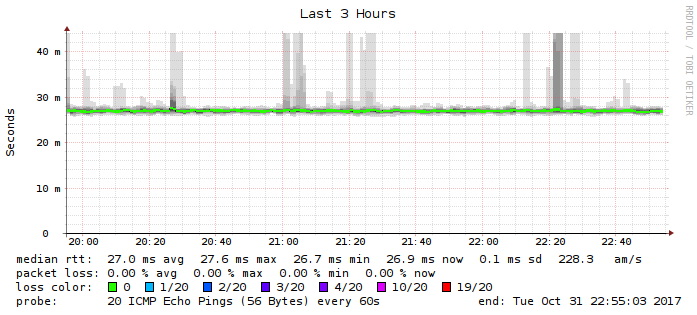 Last 3 Hours
RRDTOOL / TOBI OETIKER
Seconds
40 m
30 m
20 m
10 m
0
20:00 20:20 20:40 21:00 21:20 21:40 22:00 22:20 22:40
median rtt: 27.0 ms avg 27.6 ms max 26.7 ms min 26.9 ms now 0.1 ms sd 228.3 am/s
packet loss: 0.00 % avg 0.00 % max 0.00 % min 0.00 % now
loss color: 0 1/20 2/20 3/20 4/20 10/20 19/20
probe: 20 ICMP Echo Pings (56 Bytes) every 60s end: Tue Oct 31 22:55:03 2017